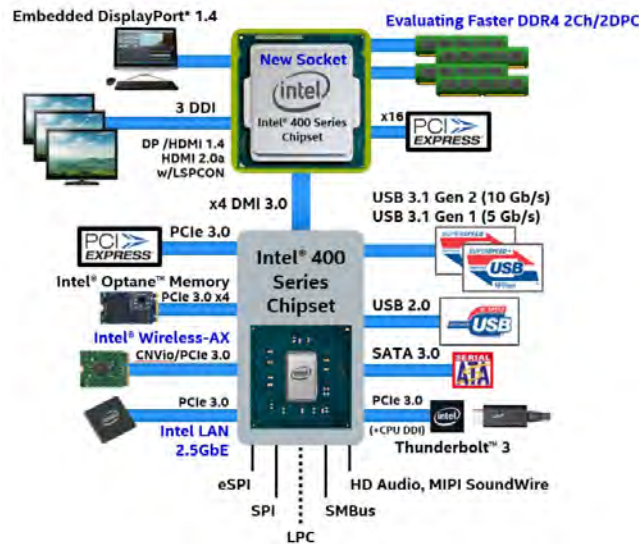 Embedded DisplayPort* 1.4
Evaluating Faster DDR4 2Ch/2DPC
New Socket
intel
Intel® 400 Series
Chipset
3 DDI
DP /HDMI 1.4
HDMI 2.0a
w/LSPCON
x16
PCI
EXPRESS
x4 DMI 3.0
USB 3.1 Gen 2 (10 Gb/s)
USB 3.1 Gen 1 (5 Gb/s)
PCIe 3.0
PCI
EXPRESS
Intel® 400
Series
Chipset
SUPERSPEED+
USB
Intel® Optane™ Memory
PCIe 3.0 x4
USB 2.0
USB
Intel® Wireless-AX
CNVio/PCIe 3.0
SATA 3.0
SERIAL
ATA
intel
PCIe 3.0
Intel LAN
2.5GbE
PCIe 3.0
(+CPU DDI)
intel
Thunderbolt™ 3
eSPI
SPI
LPC
SMBus
HD Audio, MIPI SoundWire